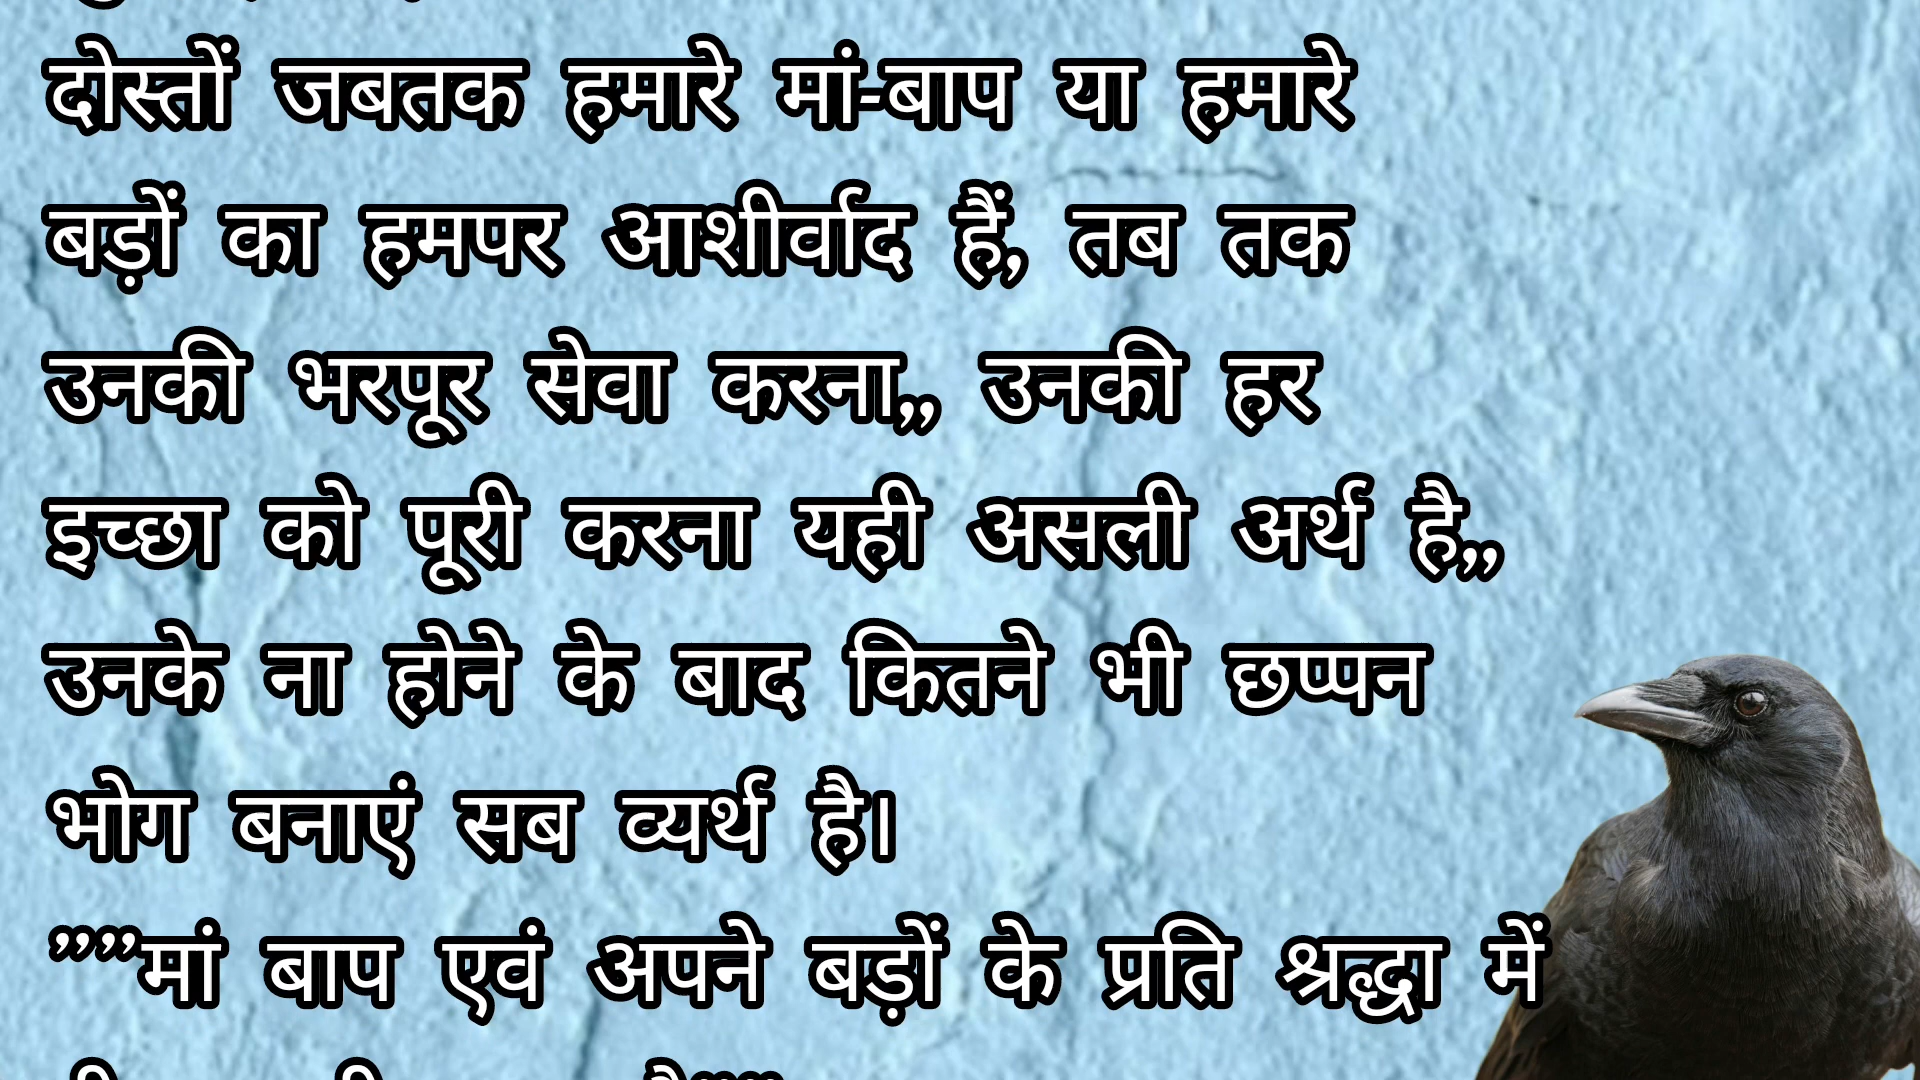 दोस्तों जबतक हमारे मां-बाप या हमारे
बड़ों का हमपर आशीर्वाद हैं, तब तक
उनकी भरपूर सेवा करना,, उनकी हर
इच्छा को पूरी करना यही असली अर्थ है,,
उनके ना होने के बाद कितने भी छप्पन
भोग बनाएं सब व्यर्थ है।
””मां बाप एवं अपने बड़ों के प्रति श्रद्धा में